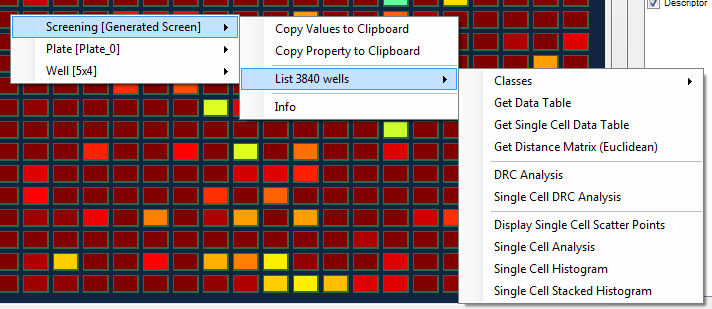 Descriptor
Screening [Generated Screen]
Plate [Plate_0]
Well [5x4]
Copy Values to Clipboard
Copy Property to Clipboard
List 3840 wells
Info
Classes
Get Data Table
Get Single Cell Data Table
Get Distance Matrix (Euclidean)
DRC Analysis
Single Cell DRC Analysis
Display Single Cell Scatter Points
Single Cell Analysis
Single Cell Histogram
Single Cell Stacked Histogram